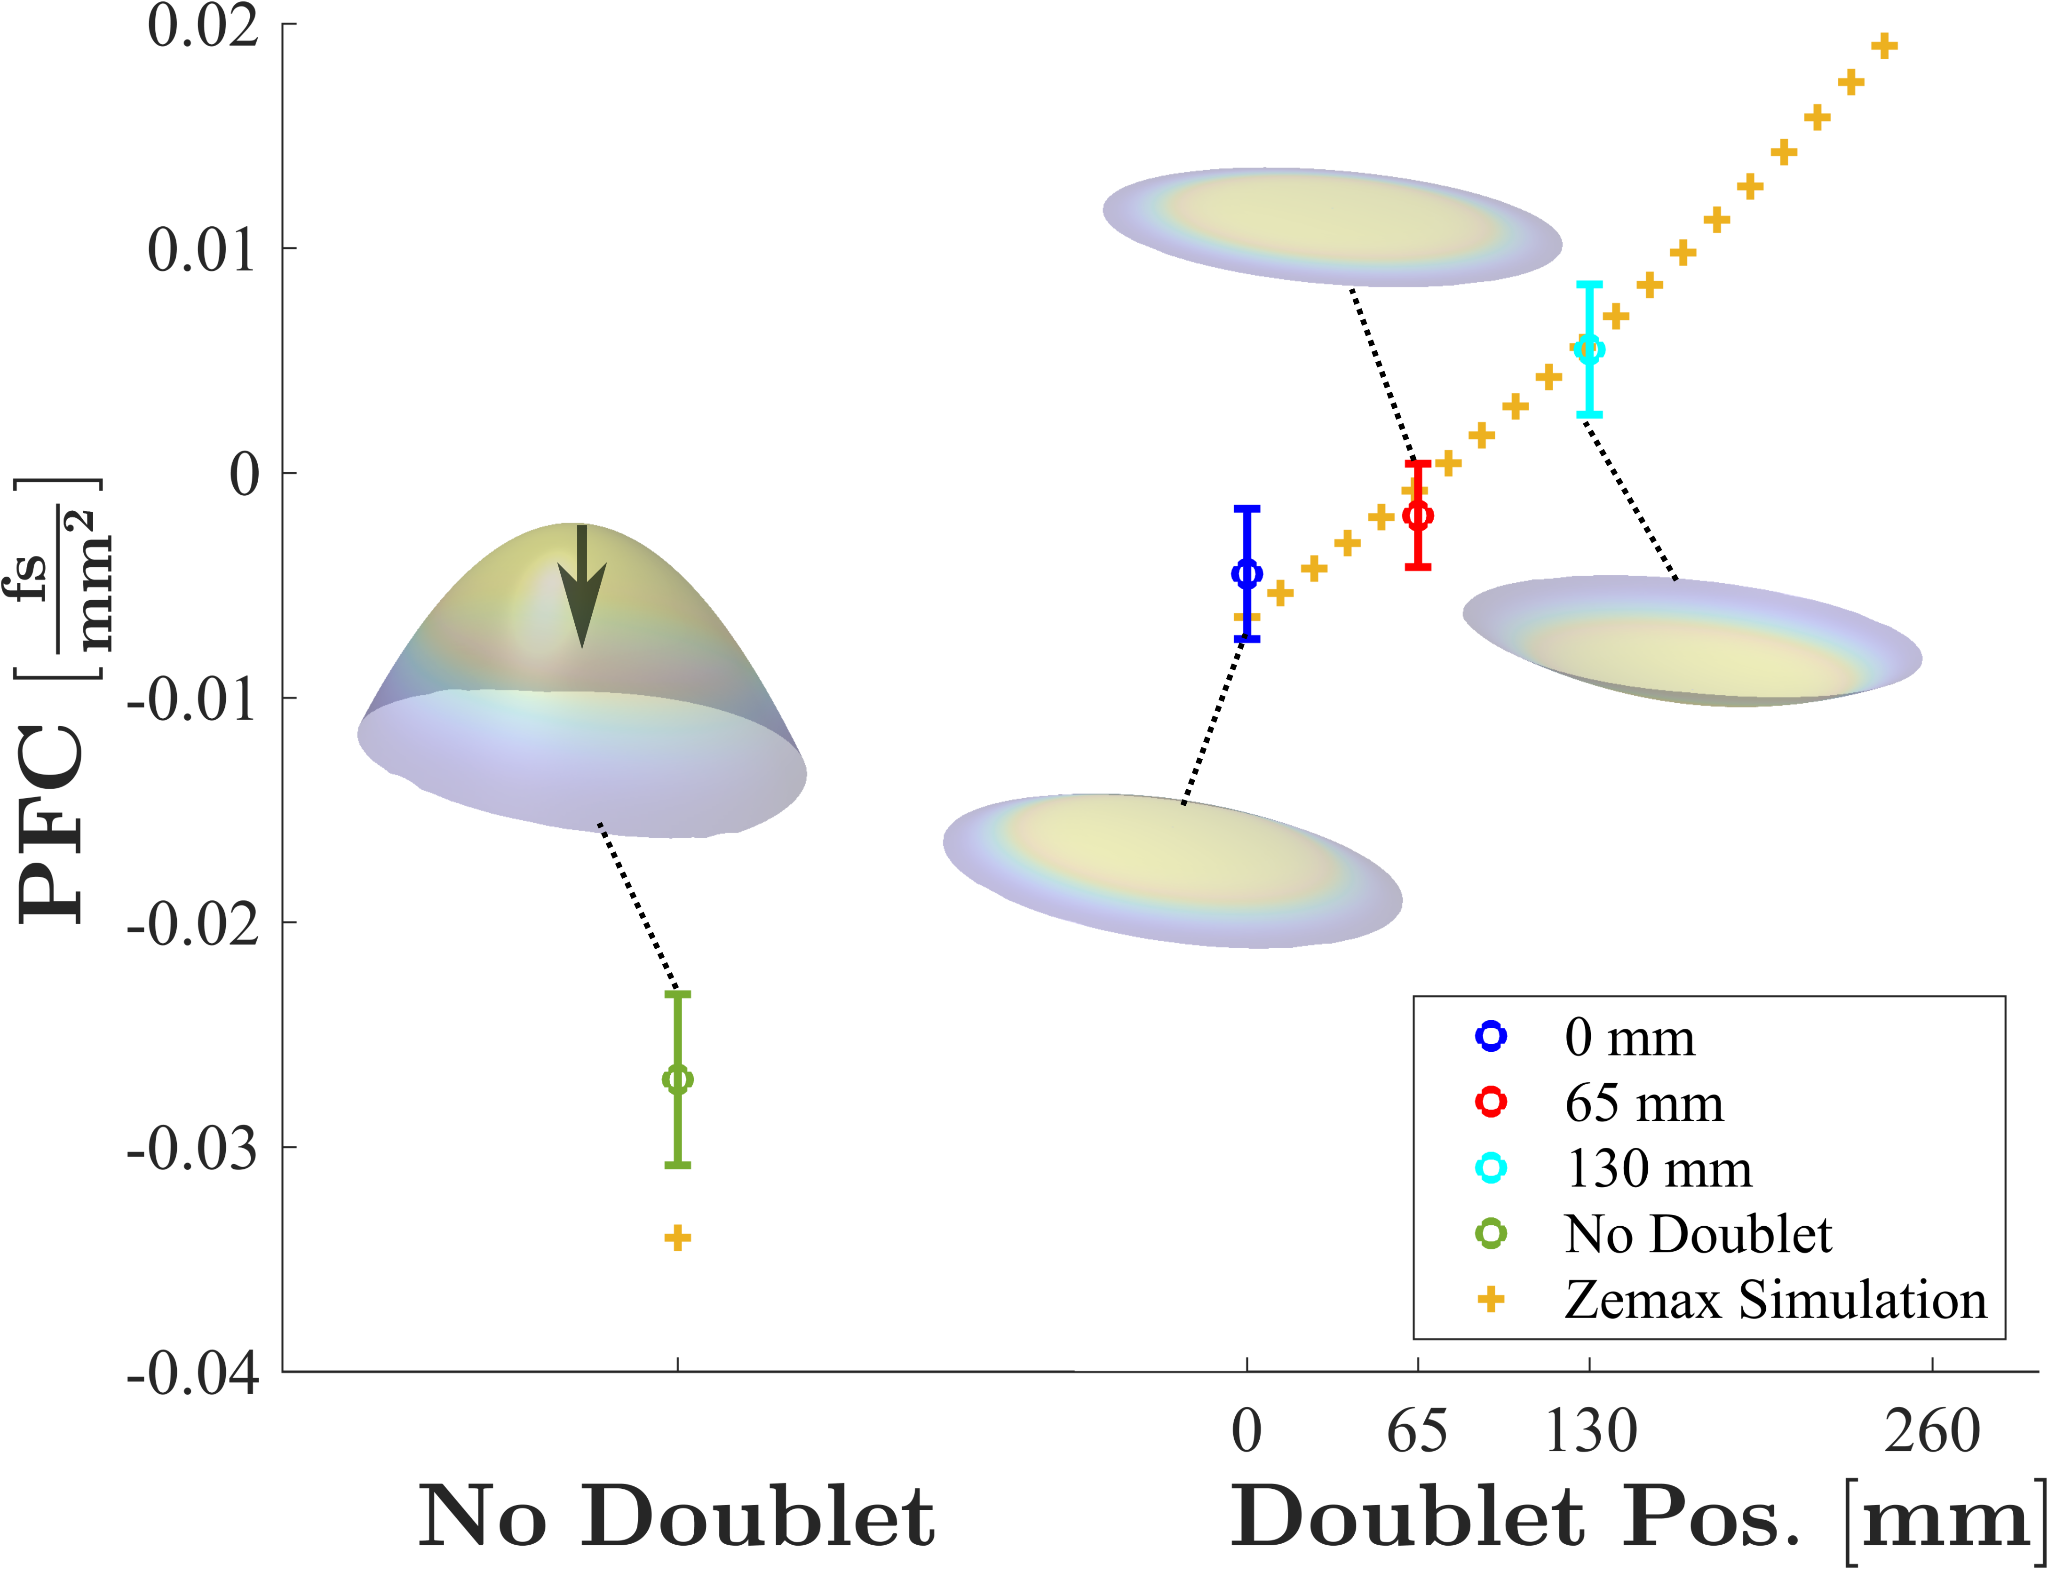 0.02
0.01
0
-0.01
-0.02
-0.03
-0.04
PFC [fs/mm²]
0 mm
65 mm
130 mm
No Doublet
Zemax Simulation
0 65 130 260
No Doublet Doublet Pos. [mm]